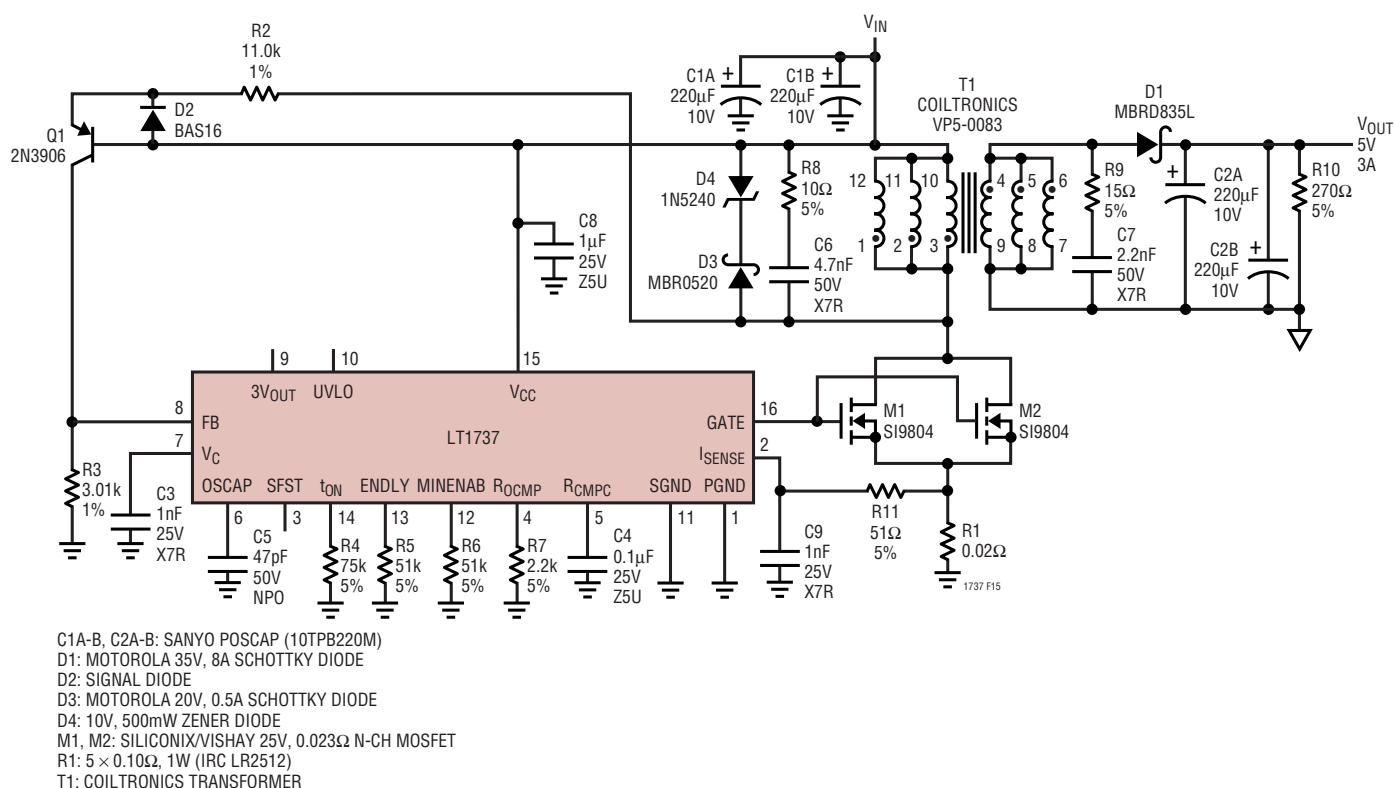 R2
11.0k
1%
D2
BAS16
Q1
2N3906
VIN
C1A
220µF
10V
+
C1B
220µF
10V
+
T1
COILTRONICS
VP5-0083
D1
MBRD835L
VOUT
5V
3A
D4
1N5240
R8
10Ω
5%
12
11
10
1
2
3
4
5
6
9
8
7
R9
15Ω
5%
C7
2.2nF
50V
X7R
+
C2A
220µF
10V
+
C2B
220µF
10V
R10
270Ω
5%
C8
1µF
25V
Z5U
D3
MBR0520
C6
4.7nF
50V
X7R
9
10
15
3VOUT
UVLO
VCC
8
FB
7
VC
LT1737
GATE
16
ISENSE
2
M1
SI9804
M2
SI9804
OSCAP
SFST
tON
ENDLY
MINENAB
ROCMP
RCMPC
SGND
PGND
6
3
14
13
12
4
5
11
1
R3
3.01k
1%
C3
1nF
25V
X7R
C5
47pF
50V
NPO
R4
75k
5%
R5
51k
5%
R6
51k
5%
R7
2.2k
5%
C4
0.1µF
25V
Z5U
C9
1nF
25V
X7R
R11
51Ω
5%
R1
0.02Ω
1737 F15
C1A-B, C2A-B: SANYO POSCAP (10TPB220M)
D1: MOTOROLA 35V, 8A SCHOTTKY DIODE
D2: SIGNAL DIODE
D3: MOTOROLA 20V, 0.5A SCHOTTKY DIODE
D4: 10V, 500mW ZENER DIODE
M1, M2: SILICONIX/VISHAY 25V, 0.023Ω N-CH MOSFET
R1: 5 × 0.10Ω, 1W (IRC LR2512)
T1: COILTRONICS TRANSFORMER